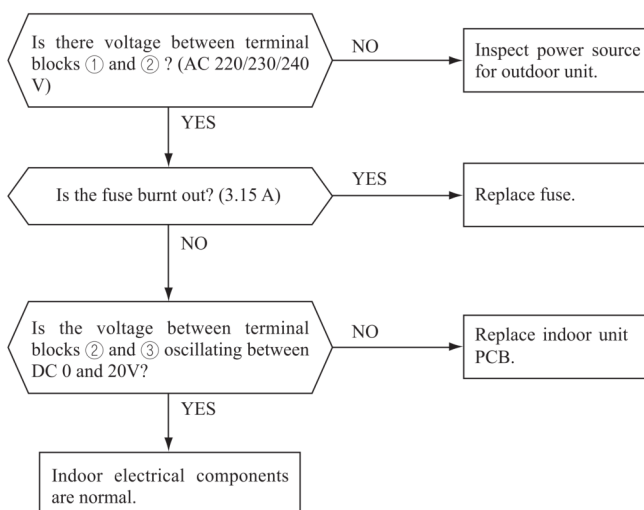 Is there voltage between terminal
blocks ① and ② ? (AC 220/230/240
V)
NO
Inspect power source
for outdoor unit.
YES
Is the fuse burnt out? (3.15 A)
YES
Replace fuse.
NO
Is the voltage between terminal
blocks ② and ③ oscillating between
DC 0 and 20V?
NO
Replace indoor unit
PCB.
YES
Indoor electrical components
are normal.